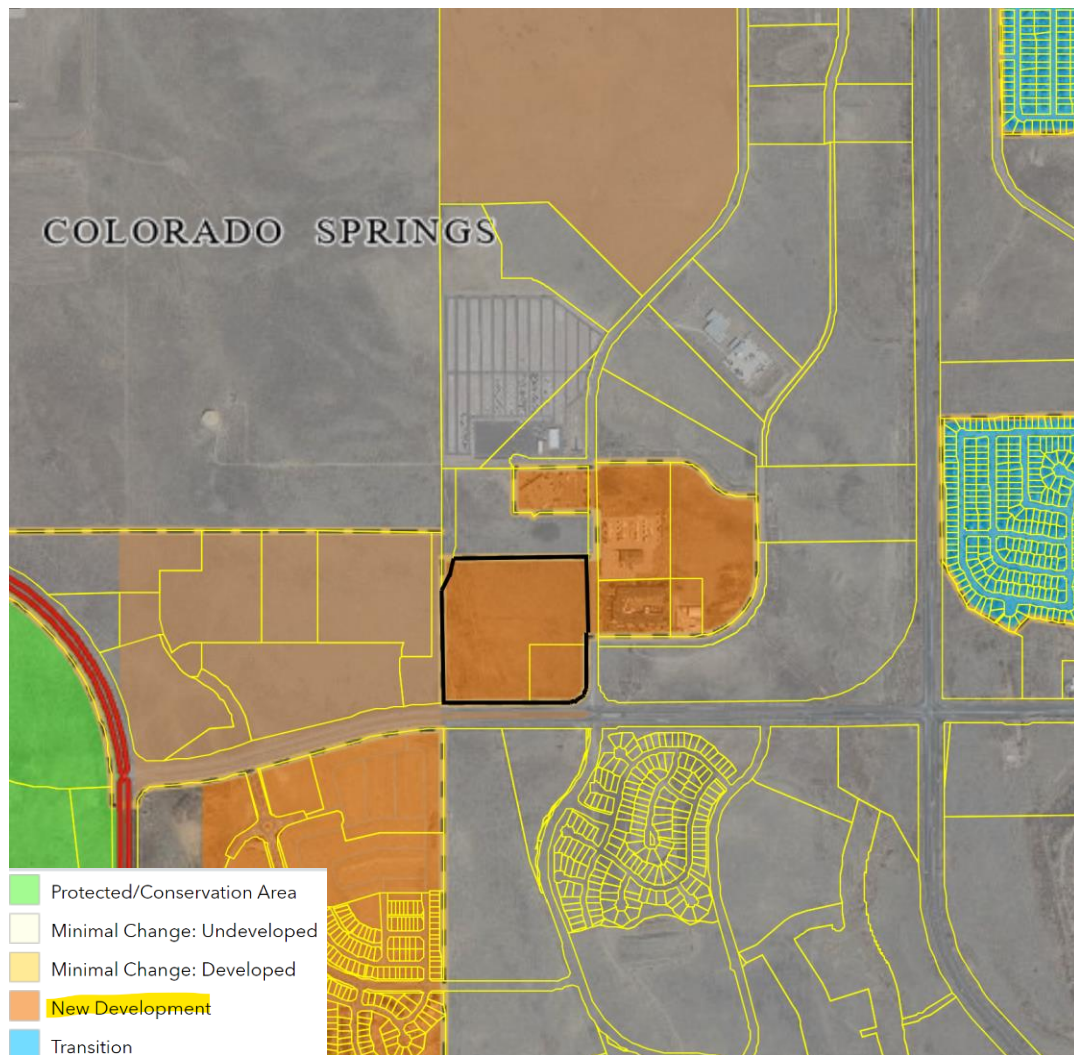 COLORADO SPRINGS
Protected/Conservation Area
Minimal Change: Undeveloped
Minimal Change: Developed
New Development
Transition